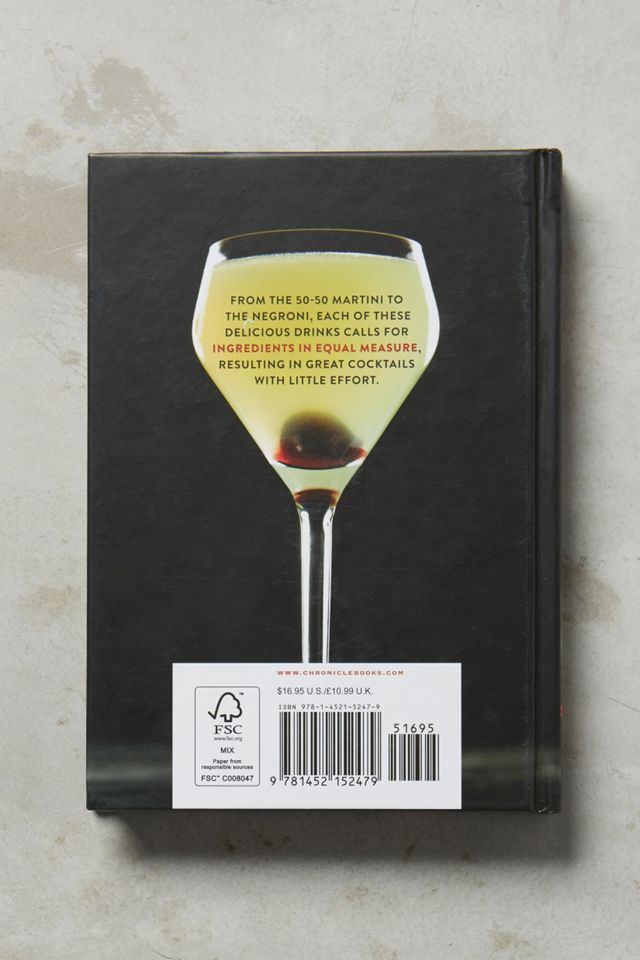 FROM THE 50-50 MARTINI TO
THE NEGRONI, EACH OF THESE
DELICIOUS DRINKS CALLS FOR
INGREDIENTS IN EQUAL MEASURE,
RESULTING IN GREAT COCKTAILS
WITH LITTLE EFFORT.
WWW.CHRONICLEBOOKS.COM
$16.95 U.S./£10.99 U.K.
ISBN 978-1-4521-5247-9
51695
9 781452 152479
FSC
www.fsc.org
MIX
Paper from
responsible sources
FSC™ C008047